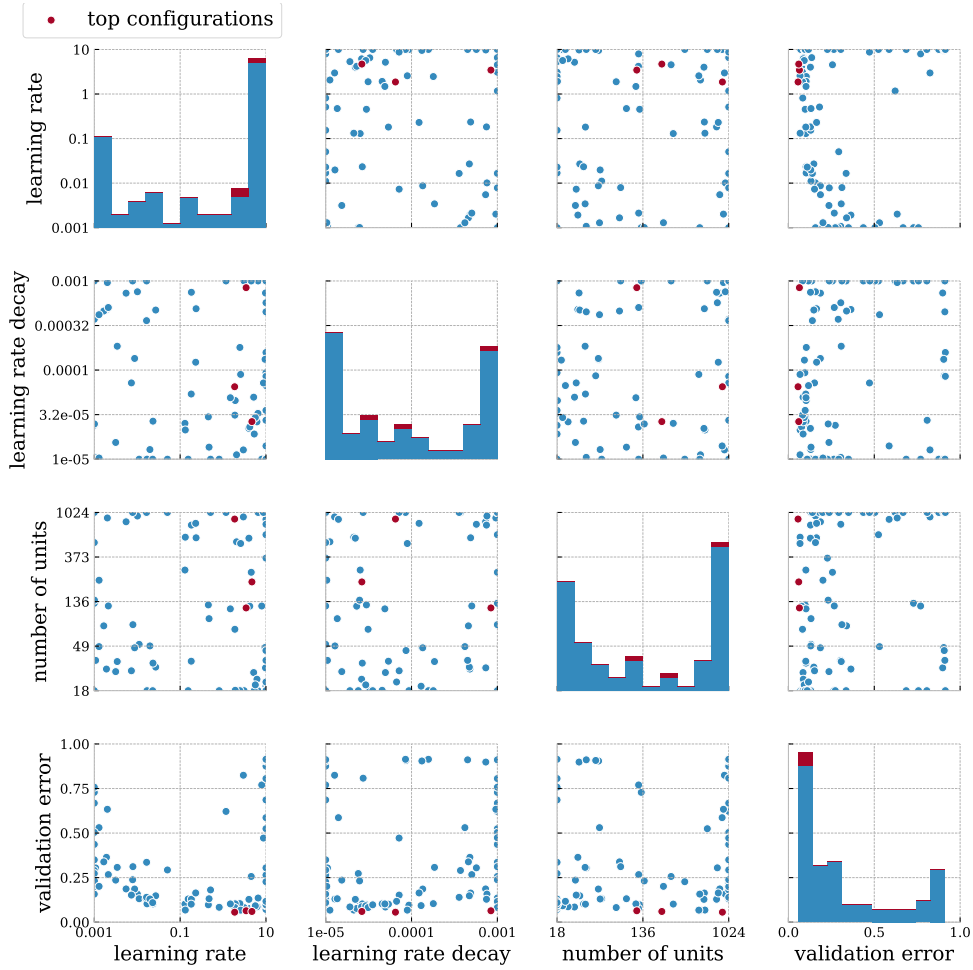 top configurations
learning rate
10
1
0.1
0.01
0.001
learning rate decay
0.001
0.00032
0.0001
3.2e-05
1e-05
number of units
1024
373
136
49
18
validation error
1.00
0.75
0.50
0.25
0.00
0.001 0.1 10
learning rate
1e-05 0.0001 0.001
learning rate decay
18 136 1024
number of units
0.0 0.5 1.0
validation error